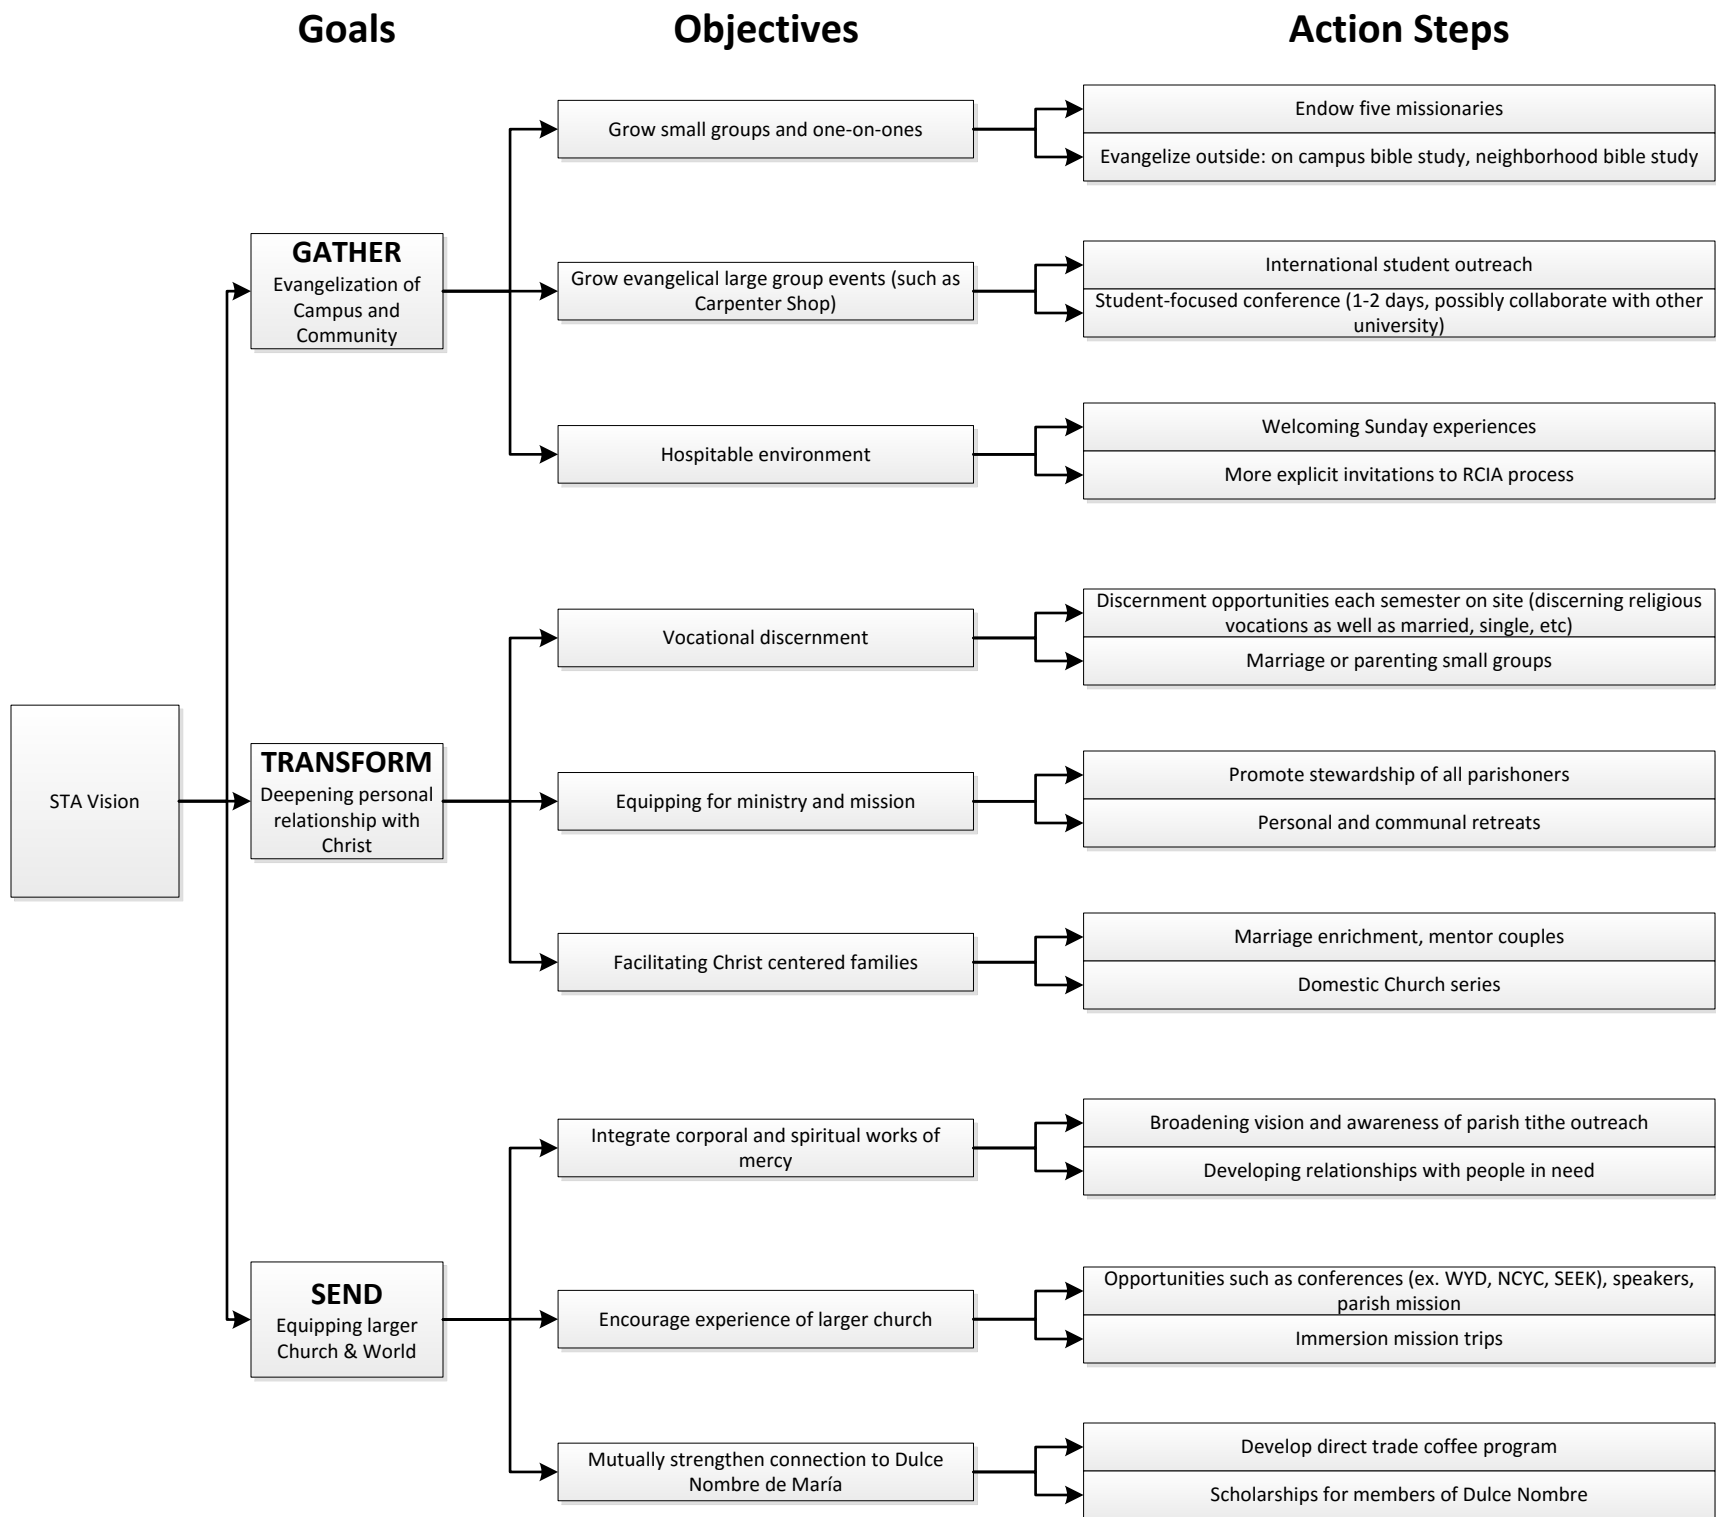 Goals
Objectives
Action Steps
STA Vision
GATHER
Evangelization of
Campus and
Community
Grow small groups and one-on-ones
Endow five missionaries
Evangelize outside: on campus bible study, neighborhood bible study
Grow evangelical large group events (such as
Carpenter Shop)
International student outreach
Student-focused conference (1-2 days, possibly collaborate with other
university)
Hospitable environment
Welcoming Sunday experiences
More explicit invitations to RCIA process
TRANSFORM
Deepening personal
relationship with
Christ
Vocational discernment
Discernment opportunities each semester on site (discerning religious
vocations as well as married, single, etc)
Marriage or parenting small groups
Equipping for ministry and mission
Promote stewardship of all parishoners
Personal and communal retreats
Facilitating Christ centered families
Marriage enrichment, mentor couples
Domestic Church series
SEND
Equipping larger
Church & World
Integrate corporal and spiritual works of
mercy
Broadening vision and awareness of parish tithe outreach
Developing relationships with people in need
Encourage experience of larger church
Opportunities such as conferences (ex. WYD, NCYC, SEEK), speakers,
parish mission
Immersion mission trips
Mutually strengthen connection to Dulce
Nombre de María
Develop direct trade coffee program
Scholarships for members of Dulce Nombre